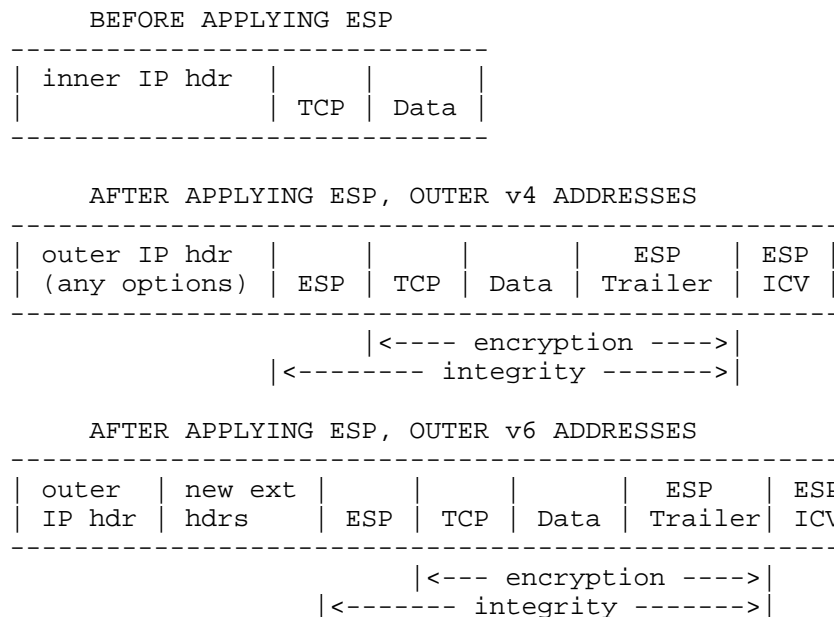 BEFORE APPLYING ESP
------------------------------
| inner IP hdr  |     |      |
|               | TCP | Data |
------------------------------
AFTER APPLYING ESP, OUTER v4 ADDRESSES
----------------------------------------------------
| outer IP hdr  |     |     |      |   ESP   | ESP |
| (any options) | ESP | TCP | Data | Trailer | ICV |
----------------------------------------------------
|<---- encryption ---->|
|<-------- integrity ------->|
AFTER APPLYING ESP, OUTER v6 ADDRESSES
----------------------------------------------------
| outer  | new ext |     |     |      |  ESP   | ESP
| IP hdr | hdrs    | ESP | TCP | Data | Trailer| ICV
----------------------------------------------------
|<--- encryption ---->|
|<------- integrity ------->|